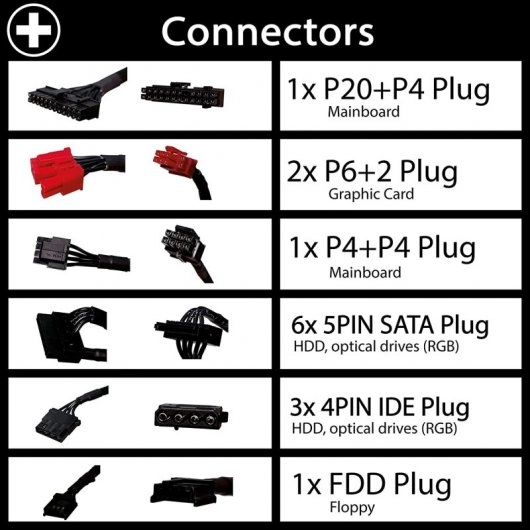 Connectors
1x P20+P4 Plug
Mainboard
2x P6+2 Plug
Graphic Card
1x P4+P4 Plug
Mainboard
6x 5PIN SATA Plug
HDD, optical drives (RGB)
3x 4PIN IDE Plug
HDD, optical drives (RGB)
1x FDD Plug
Floppy